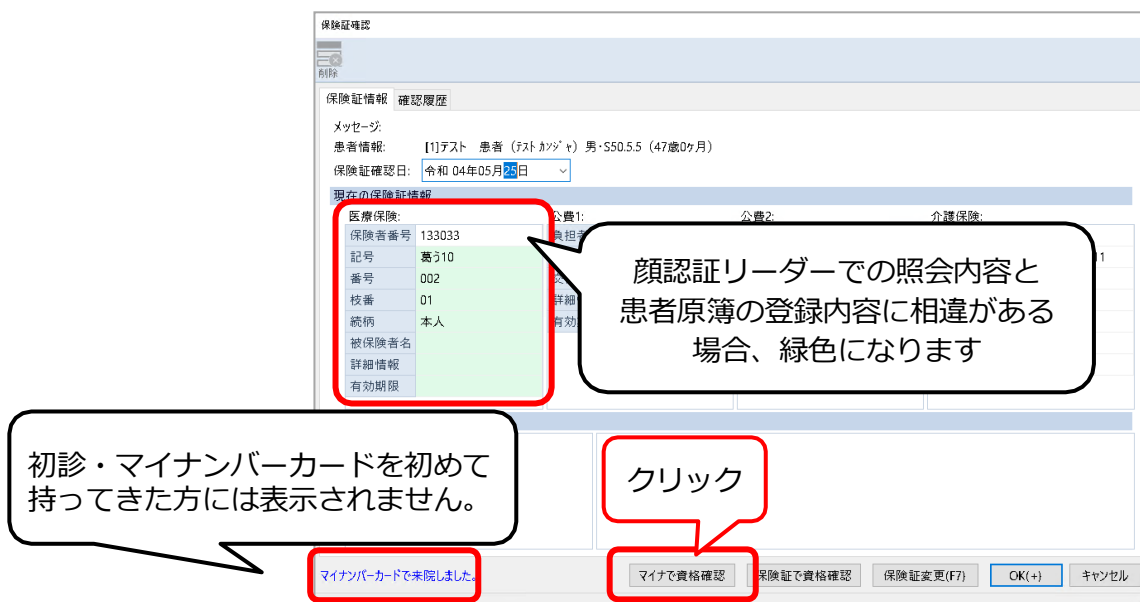 保険証確認
削除
保険証情報 確認履歴
メッセージ:
患者情報: [1]テスト 患者 (テスト カンジャ) 男・S50.5.5 (47歳0ケ月)
保険証確認日: 令和 04年05月25日
現在の保険証情報
医療保険: 公費1: 公費2: 介護保険:
保険者番号 133033
記号 葛う10
番号 002
枝番 01
続柄 本人
被保険者名
詳細情報
有効期限
顔認証リーダーでの照会内容と
患者原簿の登録内容に相違がある
場合、緑色になります
初診・マイナンバーカードを初めて
持ってきた方には表示されません。
クリック
マイナンバーカードで来院しました。
マイナで資格確認 保険証で資格確認 保険証変更(F7) OK(+) キャンセル